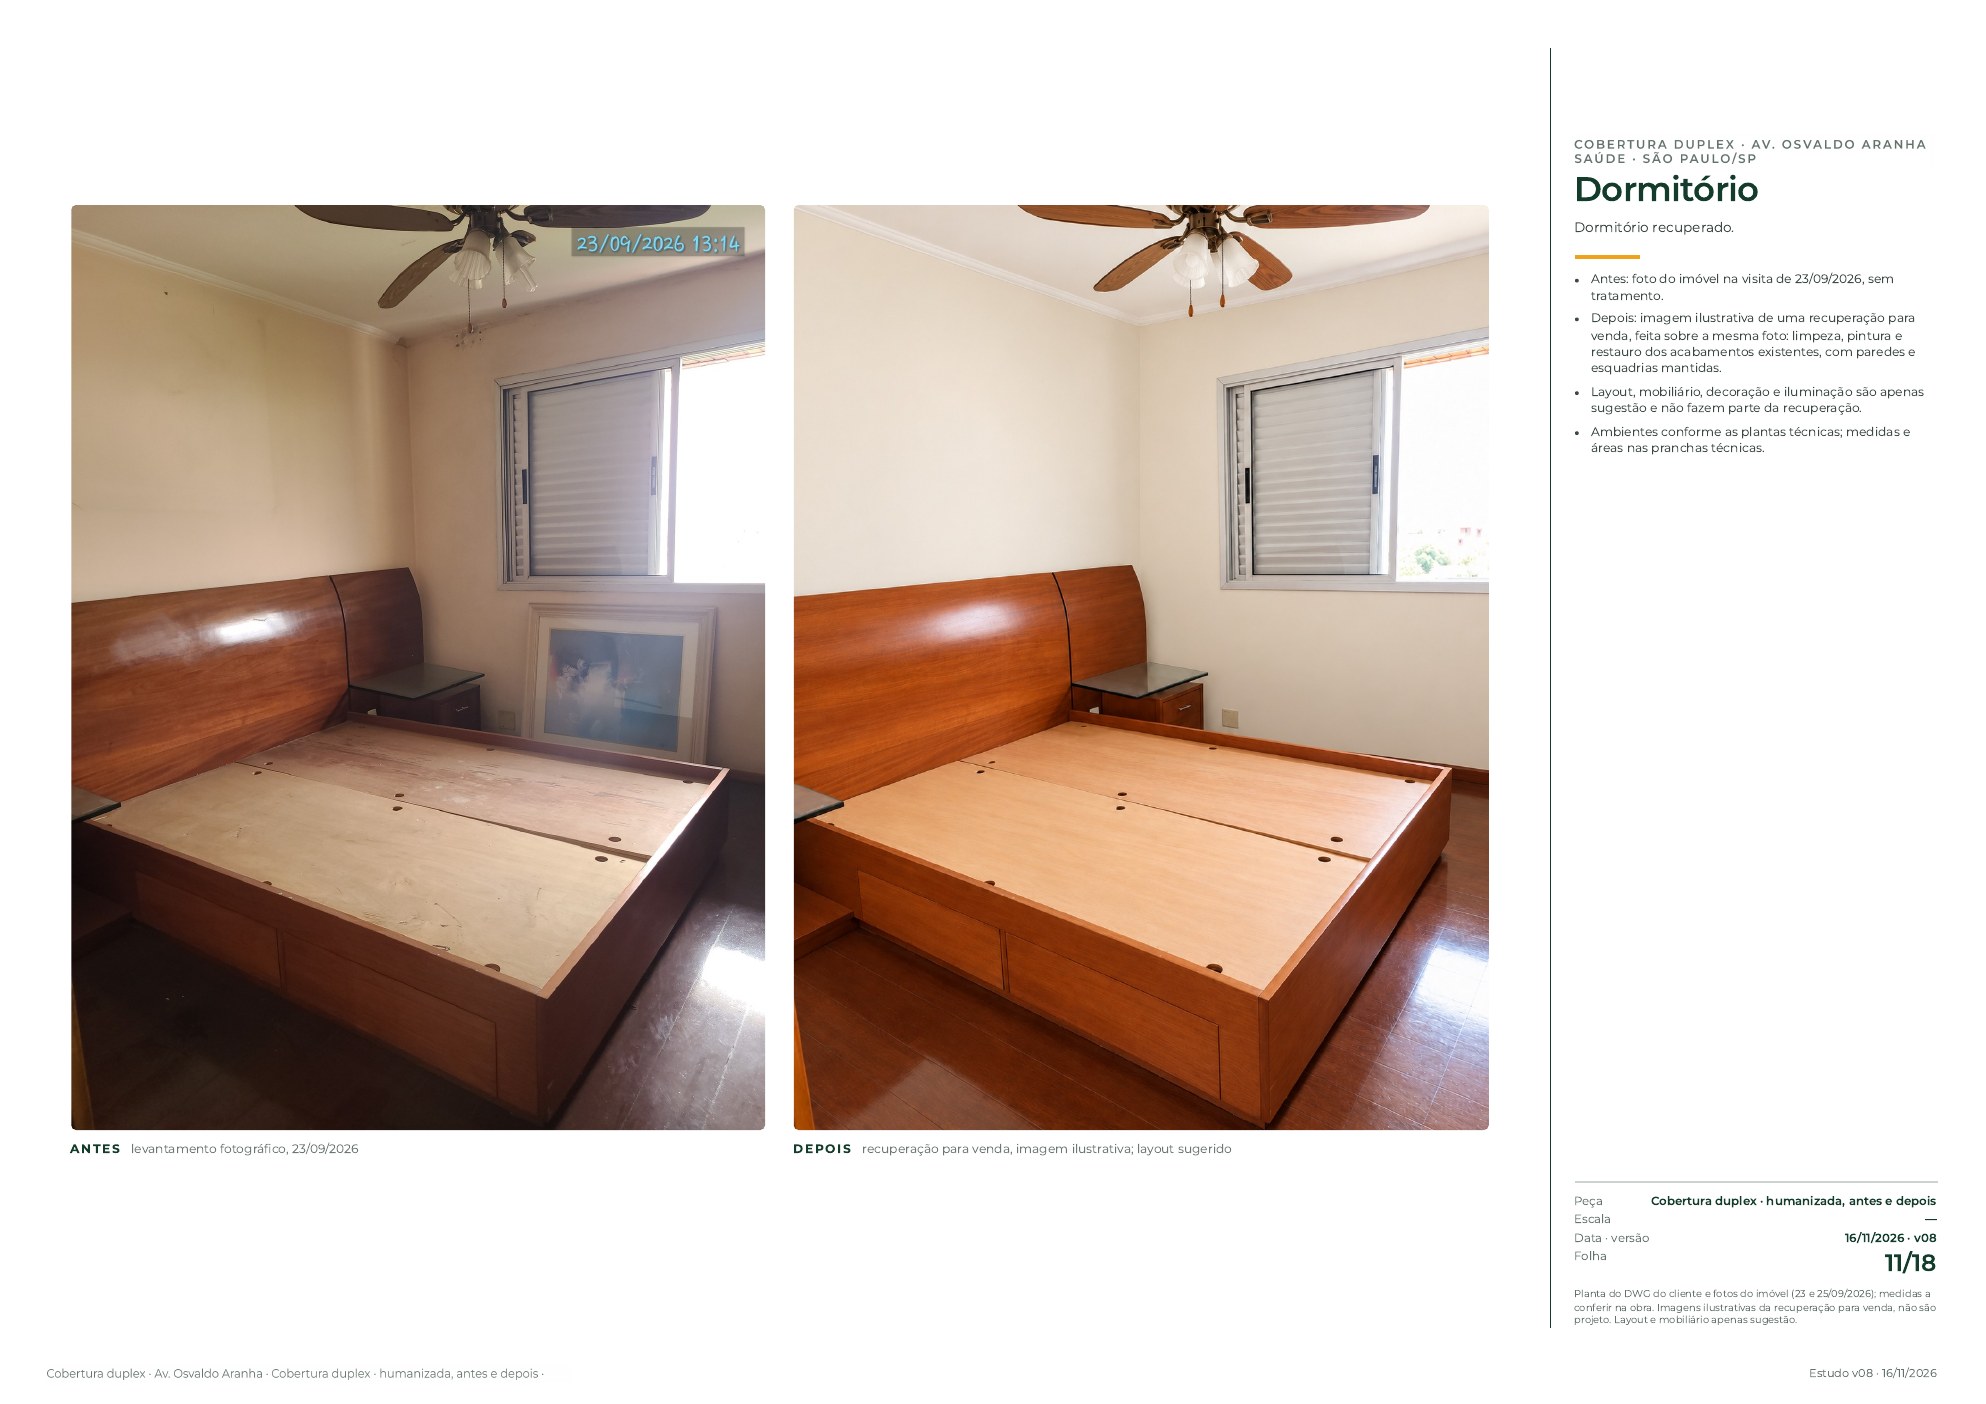 COBERTURA DUPLEX · AV. OSVALDO ARANHA
SAÚDE · SÃO PAULO/SP
Dormitório
Dormitório recuperado.
• Antes: foto do imóvel na visita de 23/09/2026, sem
tratamento.
• Depois: imagem ilustrativa de uma recuperação para
venda, feita sobre a mesma foto: limpeza, pintura e
restauro dos acabamentos existentes, com paredes e
esquadrias mantidas.
• Layout, mobiliário, decoração e iluminação são apenas
sugestão e não fazem parte da recuperação.
• Ambientes conforme as plantas técnicas; medidas e
áreas nas pranchas técnicas.
23/09/2026 13:14
ANTES levantamento fotográfico, 23/09/2026
DEPOIS recuperação para venda, imagem ilustrativa; layout sugerido
Peça Cobertura duplex · humanizada, antes e depois
Escala —
Data · versão 16/11/2026 · v08
Folha 11/18
Planta do DWG do cliente e fotos do imóvel (23 e 25/09/2026); medidas a
conferir na obra. Imagens ilustrativas da recuperação para venda, não são
projeto. Layout e mobiliário apenas sugestão.
Cobertura duplex · Av. Osvaldo Aranha · Cobertura duplex · humanizada, antes e depois ·
Estudo v08 · 16/11/2026